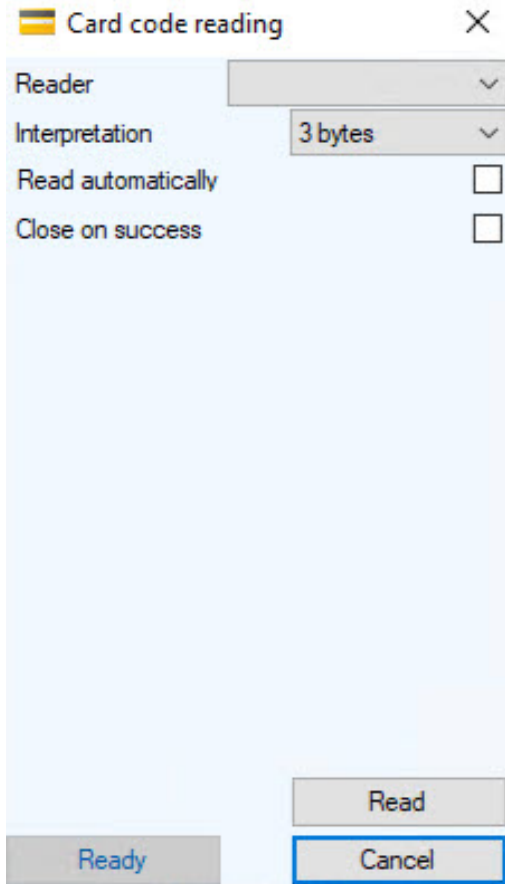 Card code reading
Reader
Interpretation 3 bytes
Read automatically
Close on success
Read
Ready Cancel